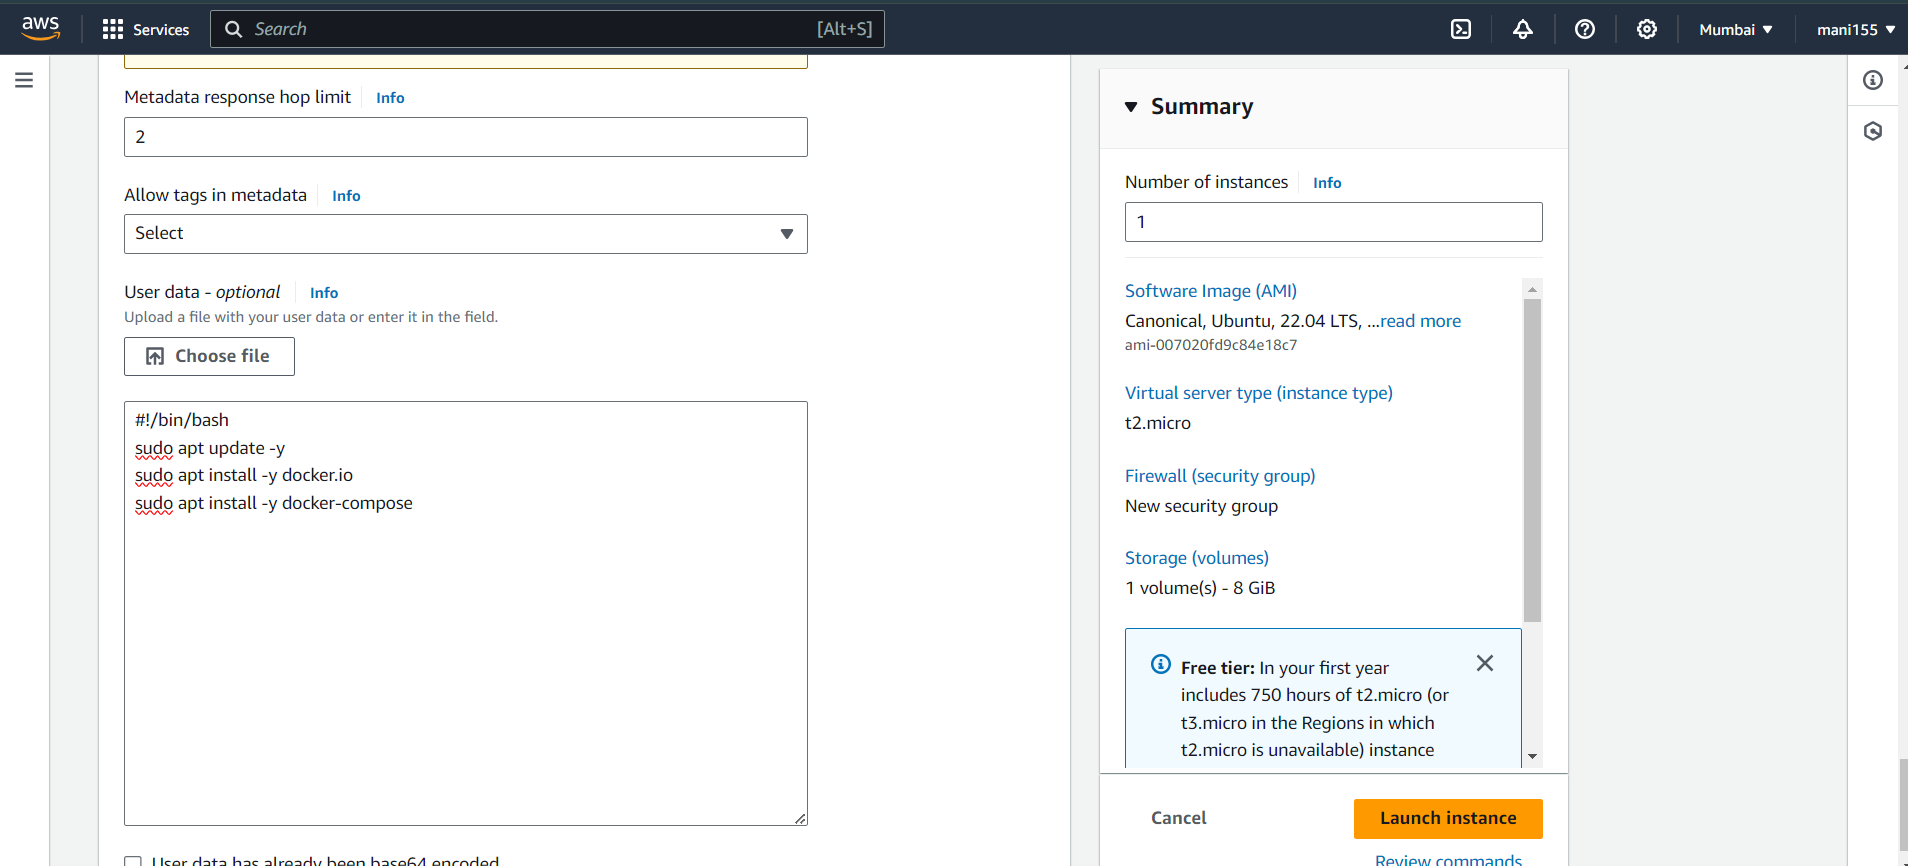 aws
Services
Search
[Alt+S]
Mumbai
mani155
Metadata response hop limit
Info
2
Allow tags in metadata
Info
Select
User data - optional
Info
Upload a file with your user data or enter it in the field.
Choose file
#!/bin/bash
sudo apt update -y
sudo apt install -y docker.io
sudo apt install -y docker-compose
User data has already been base64 encoded
Summary
Number of instances
Info
1
Software Image (AMI)
Canonical, Ubuntu, 22.04 LTS, ...read more
ami-007020fd9c84e18c7
Virtual server type (instance type)
t2.micro
Firewall (security group)
New security group
Storage (volumes)
1 volume(s) - 8 GiB
Free tier: In your first year
includes 750 hours of t2.micro (or
t3.micro in the Regions in which
t2.micro is unavailable) instance
Cancel
Launch instance
Review commands